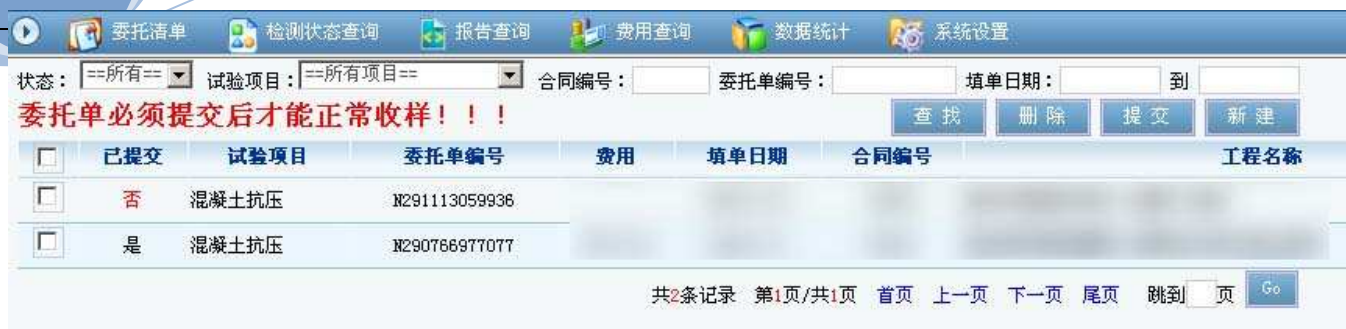 委托清单 检测状态查询 报告查询 费用查询 数据统计 系统设置
状态： ==所有== 试验项目：==所有项目== 合同编号： 委托单编号： 填单日期： 到
委托单必须提交后才能正常收样！！！ 查 找 删 除 提 交 新 建
已提交 试验项目 委托单编号 费用 填单日期 合同编号 工程名称
否 混凝土抗压 N291113059936
是 混凝土抗压 N290766977077
共2条记录 第1页/共1页 首页 上一页 下一页 尾页 跳到 页 Go